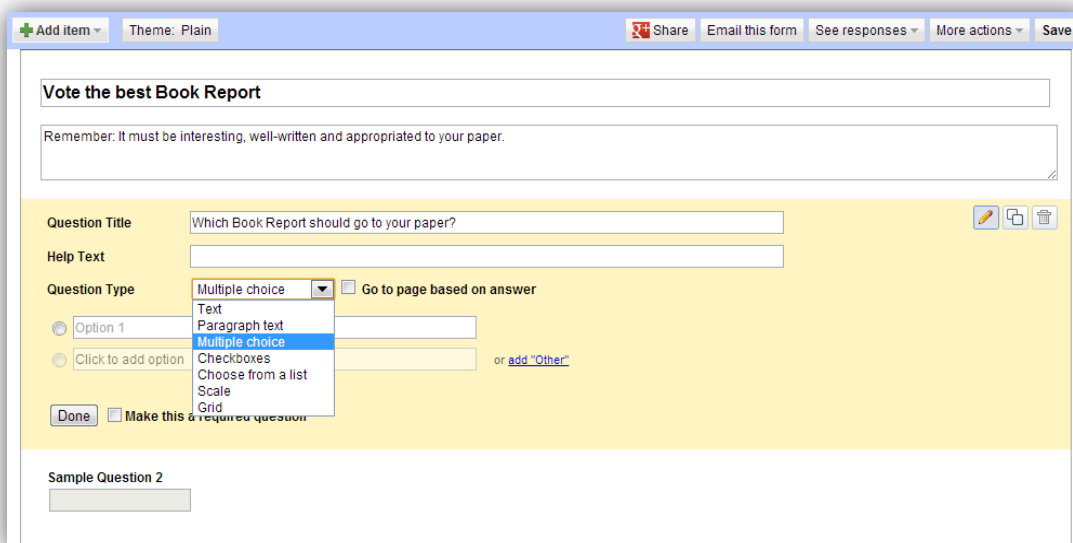 Add item Theme: Plain Share Email this form See responses More actions Save
Vote the best Book Report
Remember: It must be interesting, well-written and appropriated to your paper.
Question Title Which Book Report should go to your paper?
Help Text
Question Type Multiple choice Go to page based on answer
Text
Option 1
Paragraph text
Multiple choice
Click to add option Checkboxes or add "Other"
Choose from a list
Scale
Grid
Done Make this a required question
Sample Question 2